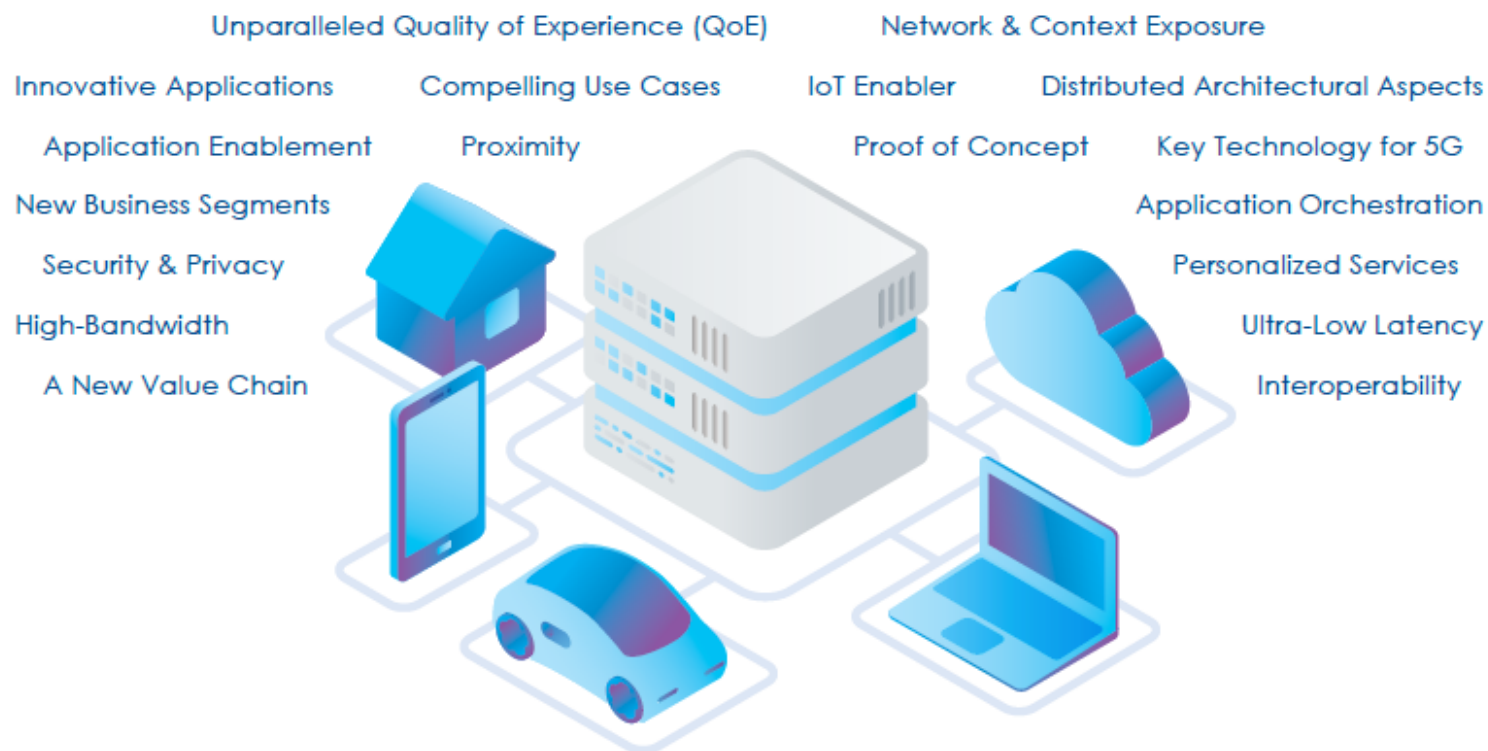 Unparalleled Quality of Experience (QoE)
Network & Context Exposure
Innovative Applications
Compelling Use Cases
IoT Enabler
Distributed Architectural Aspects
Application Enablement
Proximity
Proof of Concept
Key Technology for 5G
New Business Segments
Application Orchestration
Security & Privacy
Personalized Services
High-Bandwidth
Ultra-Low Latency
A New Value Chain
Interoperability